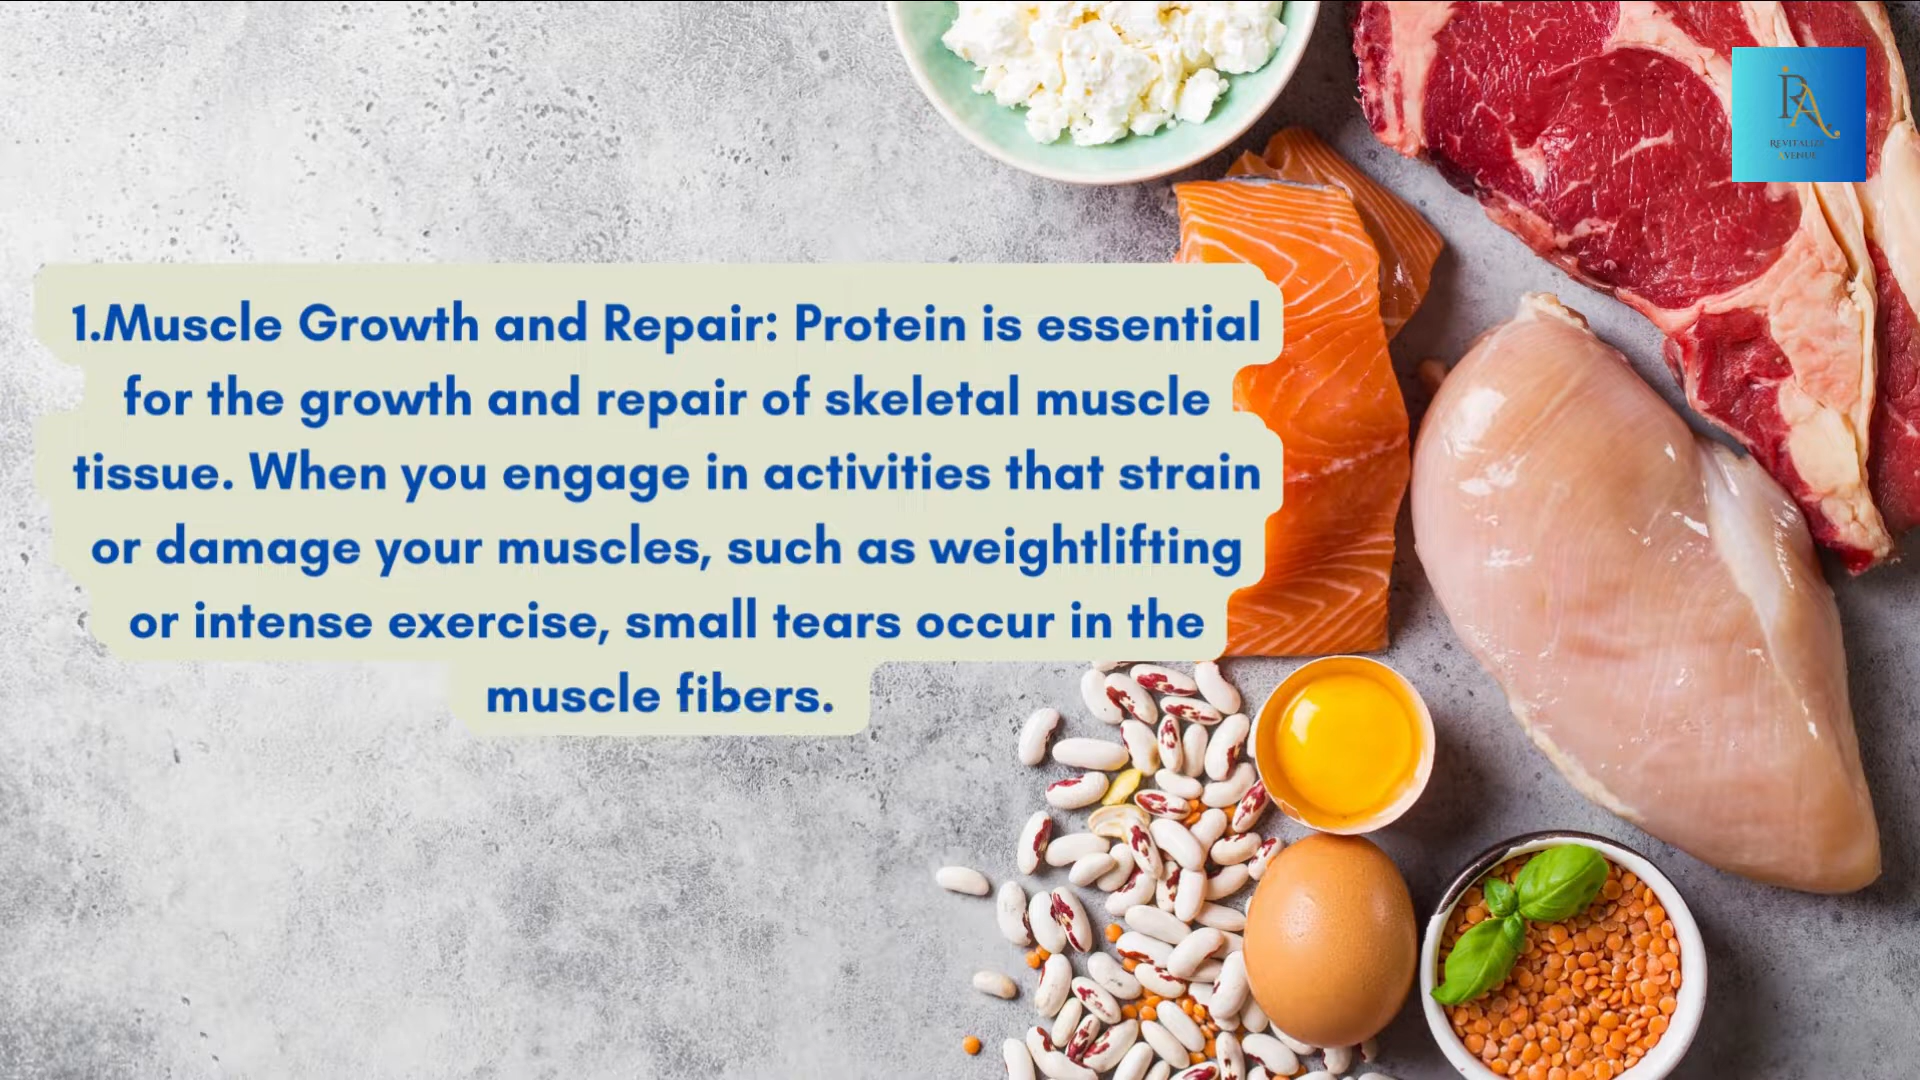 1.Muscle Growth and Repair: Protein is essential
for the growth and repair of skeletal muscle
tissue. When you engage in activities that strain
or damage your muscles, such as weightlifting
or intense exercise, small tears occur in the
muscle fibers.
RA
REVITALIZE
AVENUE